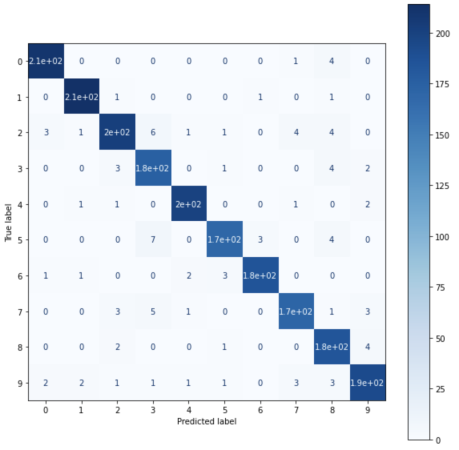 0 2.1e+02 0 0 0 0 0 0 1 4 0
1 0 2.1e+02 1 0 0 0 1 0 1 0
2 3 1 2e+02 6 1 1 0 4 4 0
3 0 0 3 1.8e+02 0 1 0 0 4 2
4 0 1 1 0 2e+02 0 0 1 0 2
5 0 0 0 7 0 1.7e+02 3 0 4 0
6 1 1 0 0 2 3 1.8e+02 0 0 0
7 0 0 3 5 1 0 0 1.7e+02 1 3
8 0 0 2 0 0 1 0 0 1.8e+02 4
9 2 2 1 1 1 1 0 3 3 1.9e+02
0 1 2 3 4 5 6 7 8 9
Predicted label
True label
200
175
150
125
100
75
50
25
0